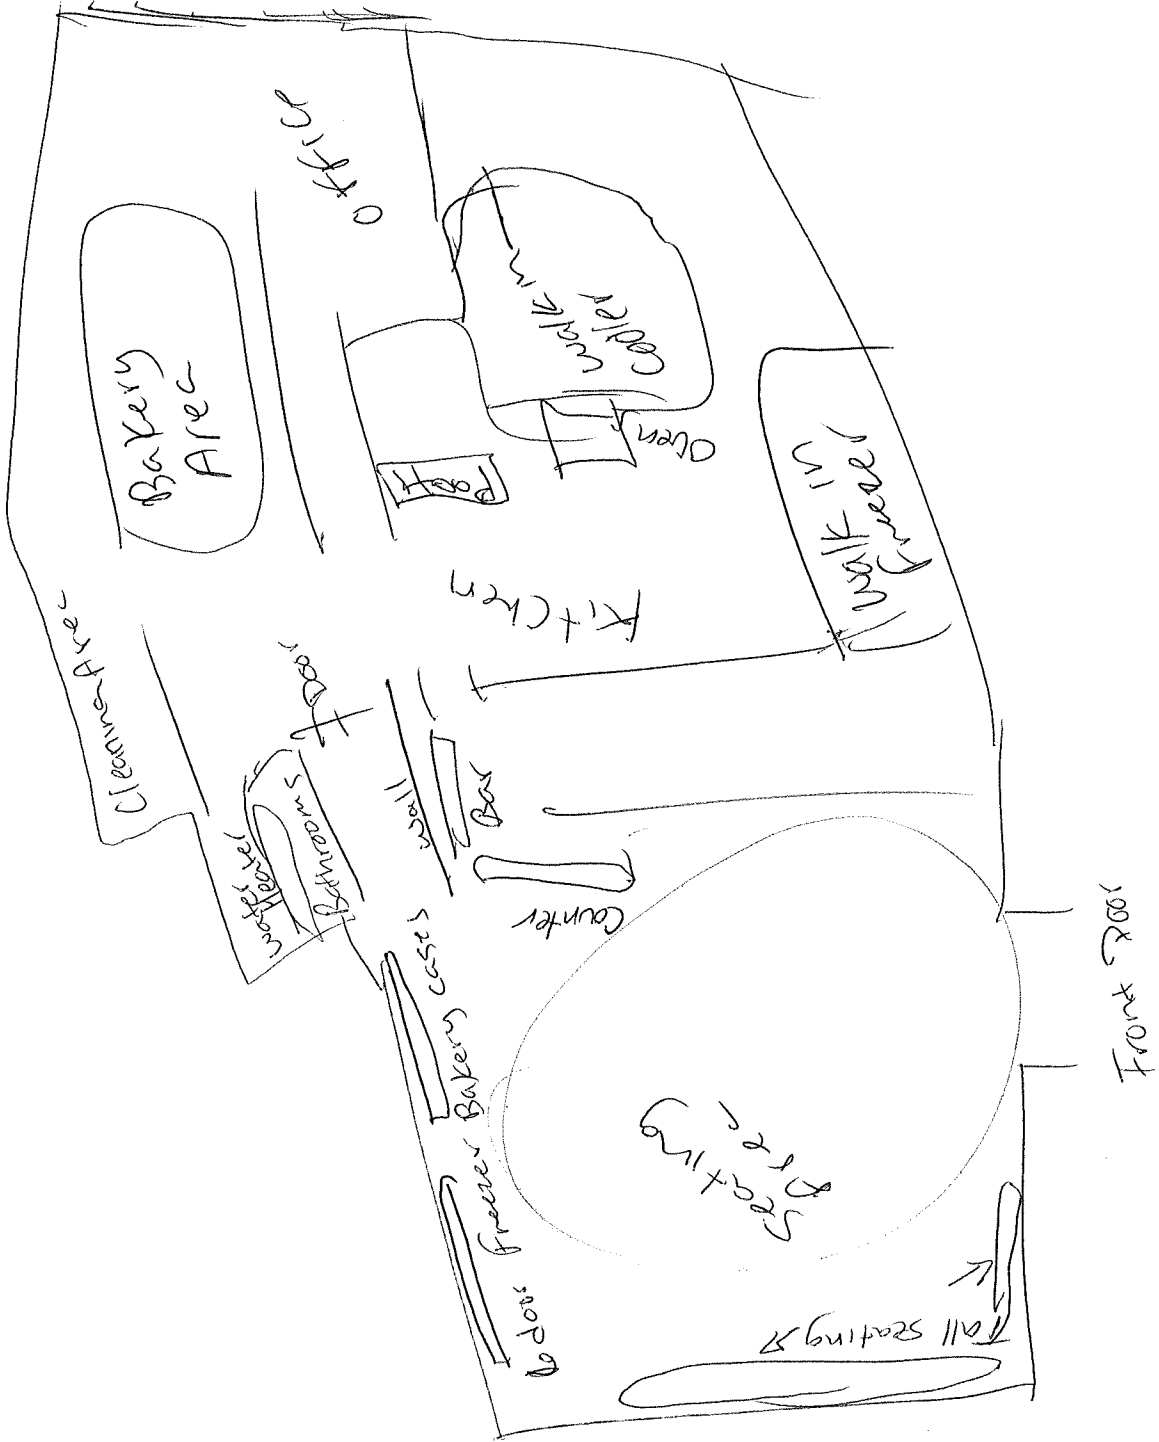 Office
Bakery
Area
Walk in
Cooler
Oven
Walk in
Freezer
Kitchen
Cleaning Area
Door
Wall
Bar
Water
Heater
Bathrooms
Counter
Bakery cases
Freezer
Seating
Area
Tall seating
Front Door